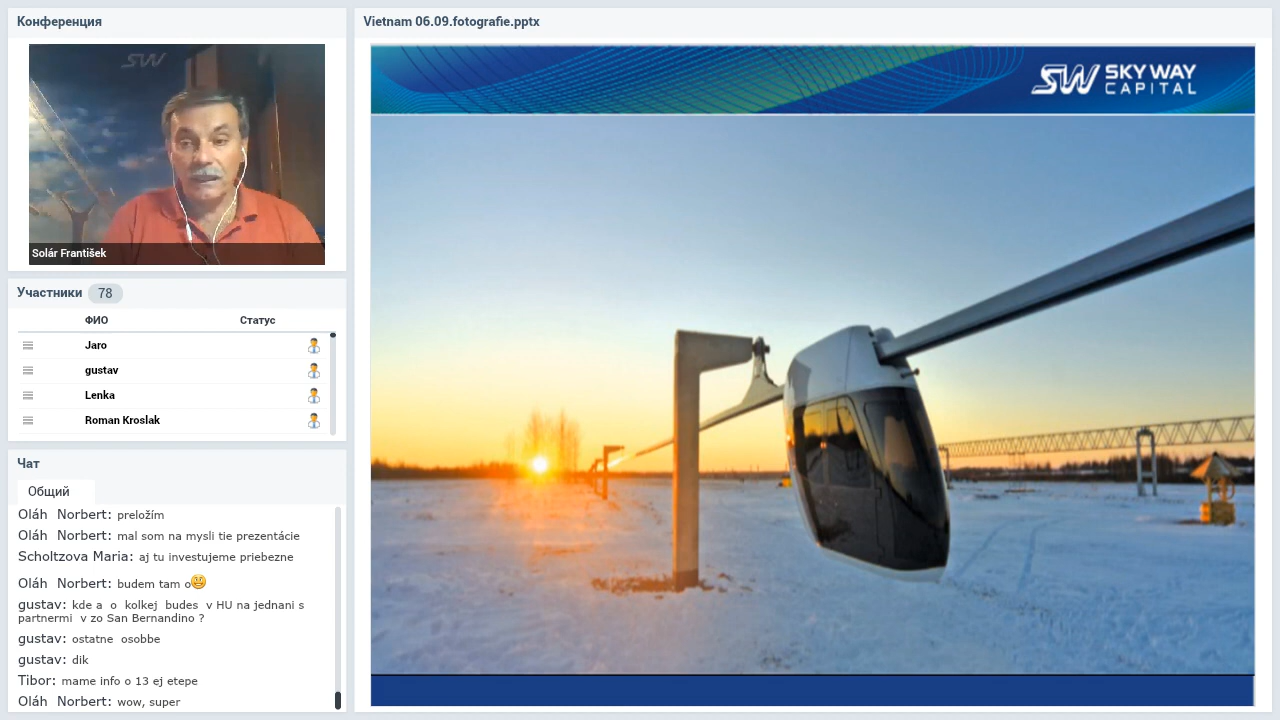 Конференция
SW
Solár František
Участники 78
ФИО Статус
Jaro
gustav
Lenka
Roman Kroslak
Чат
Общий
Oláh Norbert: preložím
Oláh Norbert: mal som na mysli tie prezentácie
Scholtzova Maria: aj tu investujeme priebezne
Oláh Norbert: budem tam o
gustav: kde a o kolkej budes v HU na jednani s
partnermi v zo San Bernandino ?
gustav: ostatne osobbe
gustav: dik
Tibor: mame info o 13 ej etepe
Oláh Norbert: wow, super
Vietnam 06.09.fotografie.pptx
SW SKY WAY
CAPITAL